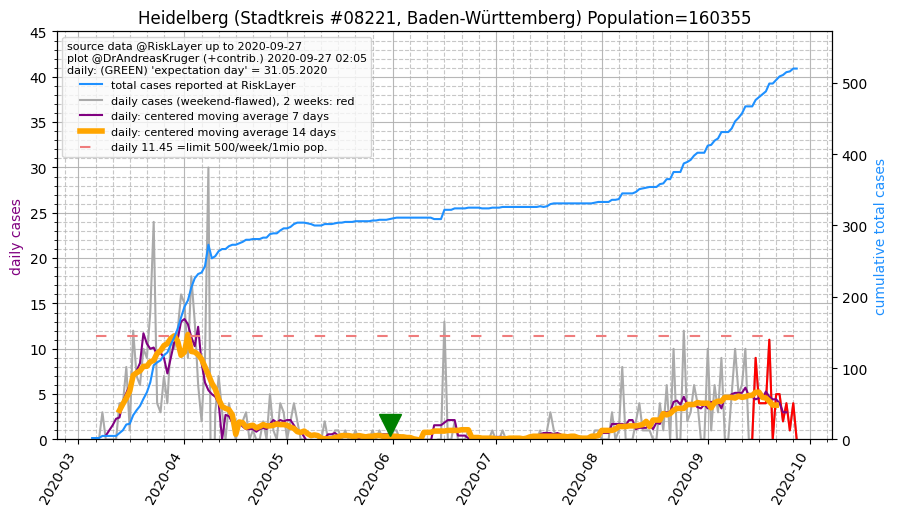 Heidelberg (Stadtkreis #08221, Baden-Württemberg) Population=160355
source data @RiskLayer up to 2020-09-27
plot @DrAndreasKruger (+contrib.) 2020-09-27 02:05
daily: (GREEN) 'expectation day' = 31.05.2020
total cases reported at RiskLayer
daily cases (weekend-flawed), 2 weeks: red
daily: centered moving average 7 days
daily: centered moving average 14 days
daily 11.45 =limit 500/week/1mio pop.
daily cases
45
40
35
30
25
20
15
10
5
0
cumulative total cases
500
400
300
200
100
0
2020-03
2020-04
2020-05
2020-06
2020-07
2020-08
2020-09
2020-10